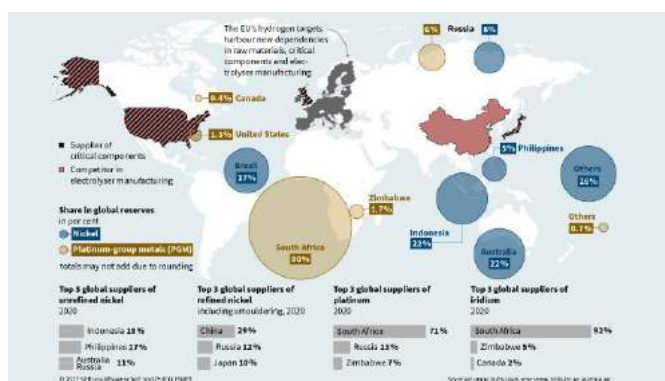 The EU's hydrogen targets
harbour new dependencies
in raw materials, critical
components and elec-
trolyser manufacturing
6% Russia 8%
0.4% Canada
1.3% United States
Supplier of
critical components
Competitor in
electrolyser manufacturing
Brazil
17%
5% Philippines
Others
26%
Share in global reserves
in per cent
Nickel
Platinum-group metals (PGM)
totals may not add due to rounding
Zimbabwe
1.7%
South Africa
90%
Indonesia
22%
Australia
22%
Others
0.7%
Top 3 global suppliers of
unrefined nickel
2020
Indonesia 18%
Philippines 17%
Australia
Russia 11%
Top 3 global suppliers of
refined nickel
including smouldering, 2020
China 29%
Russia 12%
Japan 10%
Top 3 global suppliers of
platinum
2020
South Africa 71%
Russia 13%
Zimbabwe 7%
Top 3 global suppliers of
iridium
2020
South Africa 92%
Zimbabwe 5%
Canada 2%